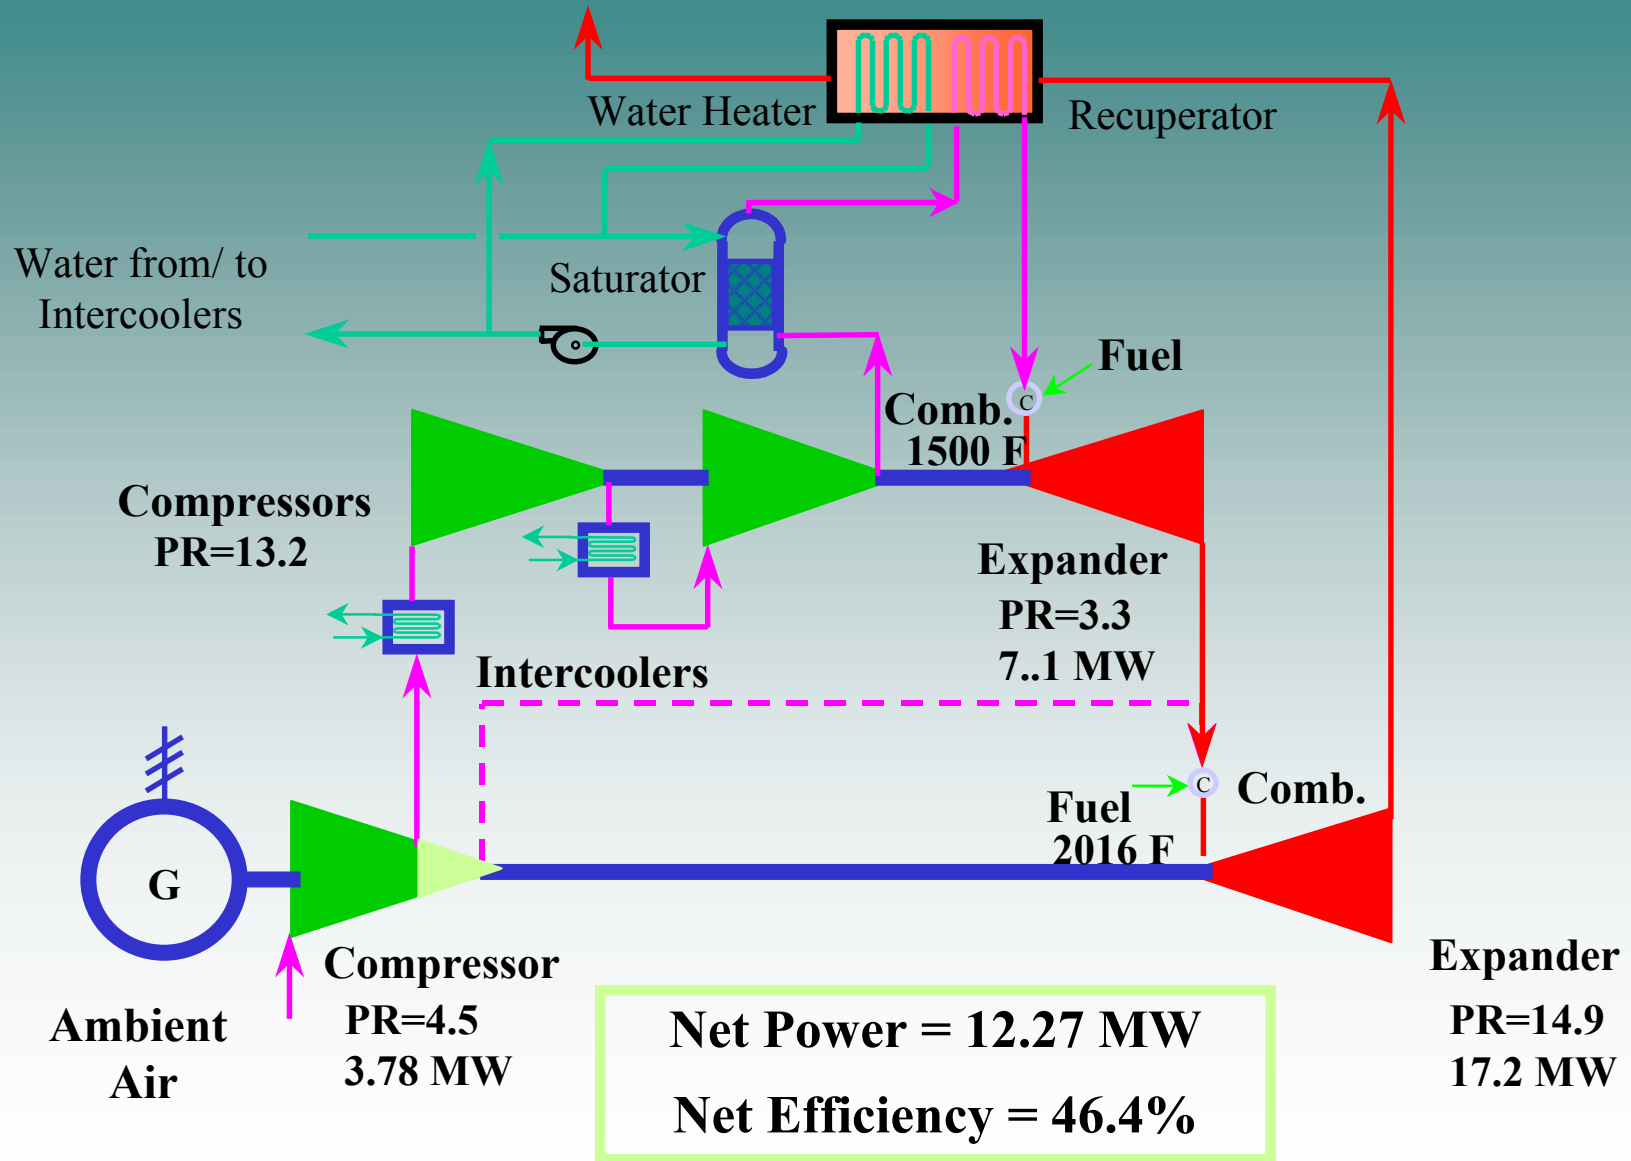 Water Heater
Recuperator
Water from/ to
Intercoolers
Saturator
Fuel
C
Comb.
1500 F
Compressors
PR=13.2
Expander
PR=3.3
7..1 MW
Intercoolers
C
Comb.
Fuel
2016 F
G
Compressor
PR=4.5
3.78 MW
Ambient
Air
Expander
PR=14.9
17.2 MW
Net Power = 12.27 MW
Net Efficiency = 46.4%